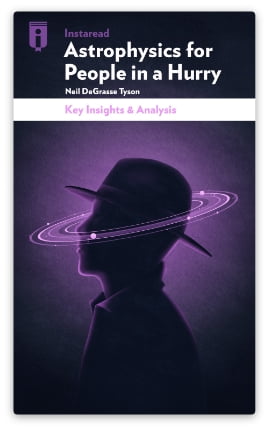 Instaread
Astrophysics for
People in a Hurry
Neil DeGrasse Tyson
Key Insights & Analysis